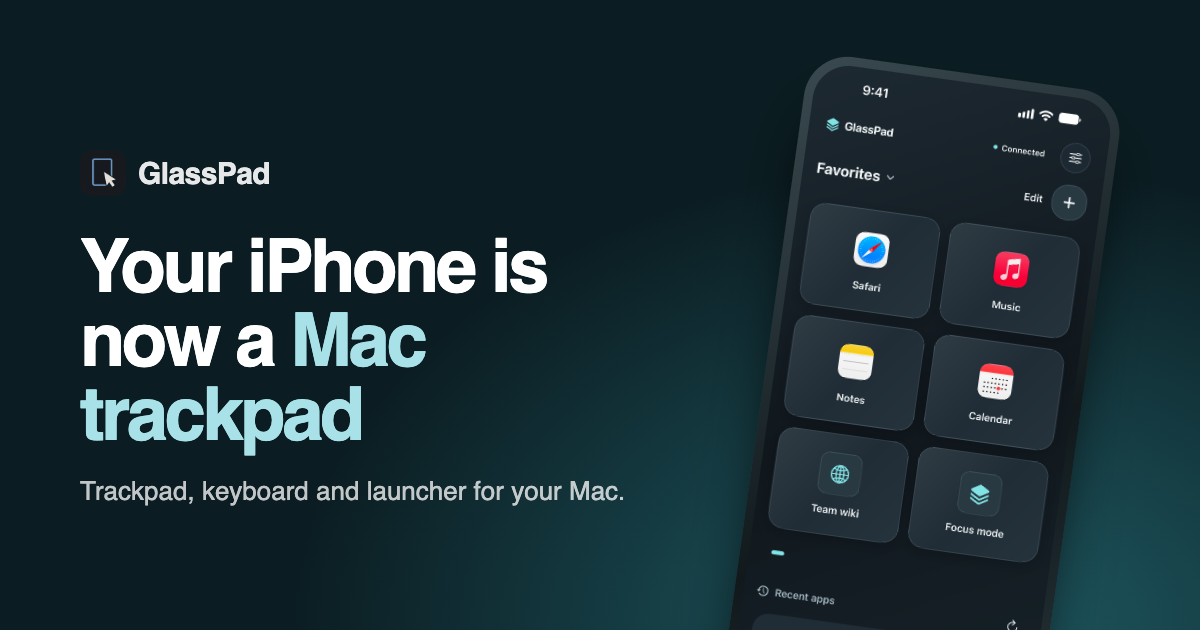 GlassPad
Your iPhone is
now a Mac
trackpad
Trackpad, keyboard and launcher for your Mac.
9:41
GlassPad
Connected
Favorites
Edit
Safari
Music
Notes
Calendar
Team wiki
Focus mode
Recent apps